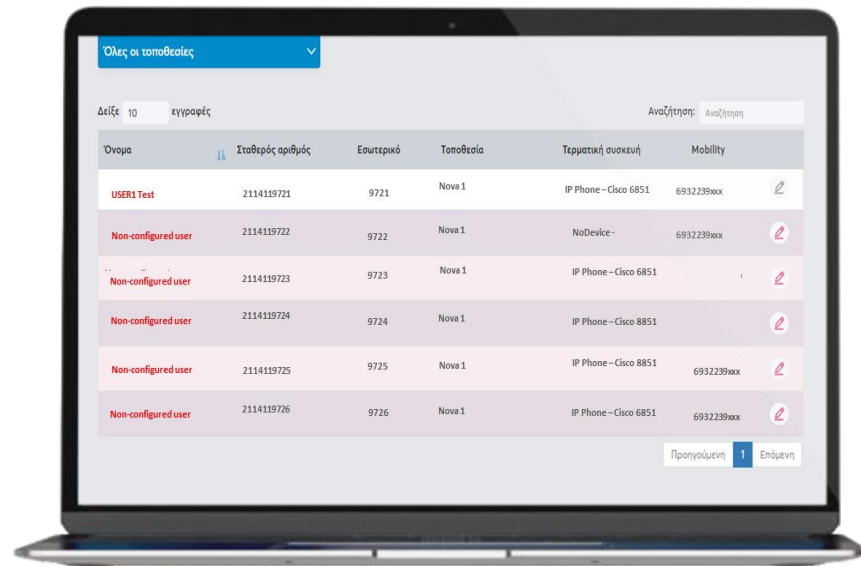 Όλες οι τοποθεσίες
Δείξε 10 εγγραφές Αναζήτηση: Αναζήτηση
Όνομα Σταθερός αριθμός Εσωτερικό Τοποθεσία Τερματική συσκευή Mobility
USER1 Test 2114119721 9721 Nova 1 IP Phone – Cisco 6851 6932239xxx
Non-configured user 2114119722 9722 Nova 1 NoDevice - 6932239xxx
Non-configured user 2114119723 9723 Nova 1 IP Phone – Cisco 6851
Non-configured user 2114119724 9724 Nova 1 IP Phone – Cisco 8851
Non-configured user 2114119725 9725 Nova 1 IP Phone – Cisco 8851 6932239xxx
Non-configured user 2114119726 9726 Nova 1 IP Phone – Cisco 6851 6932239xxx
Προηγούμενη 1 Επόμενη